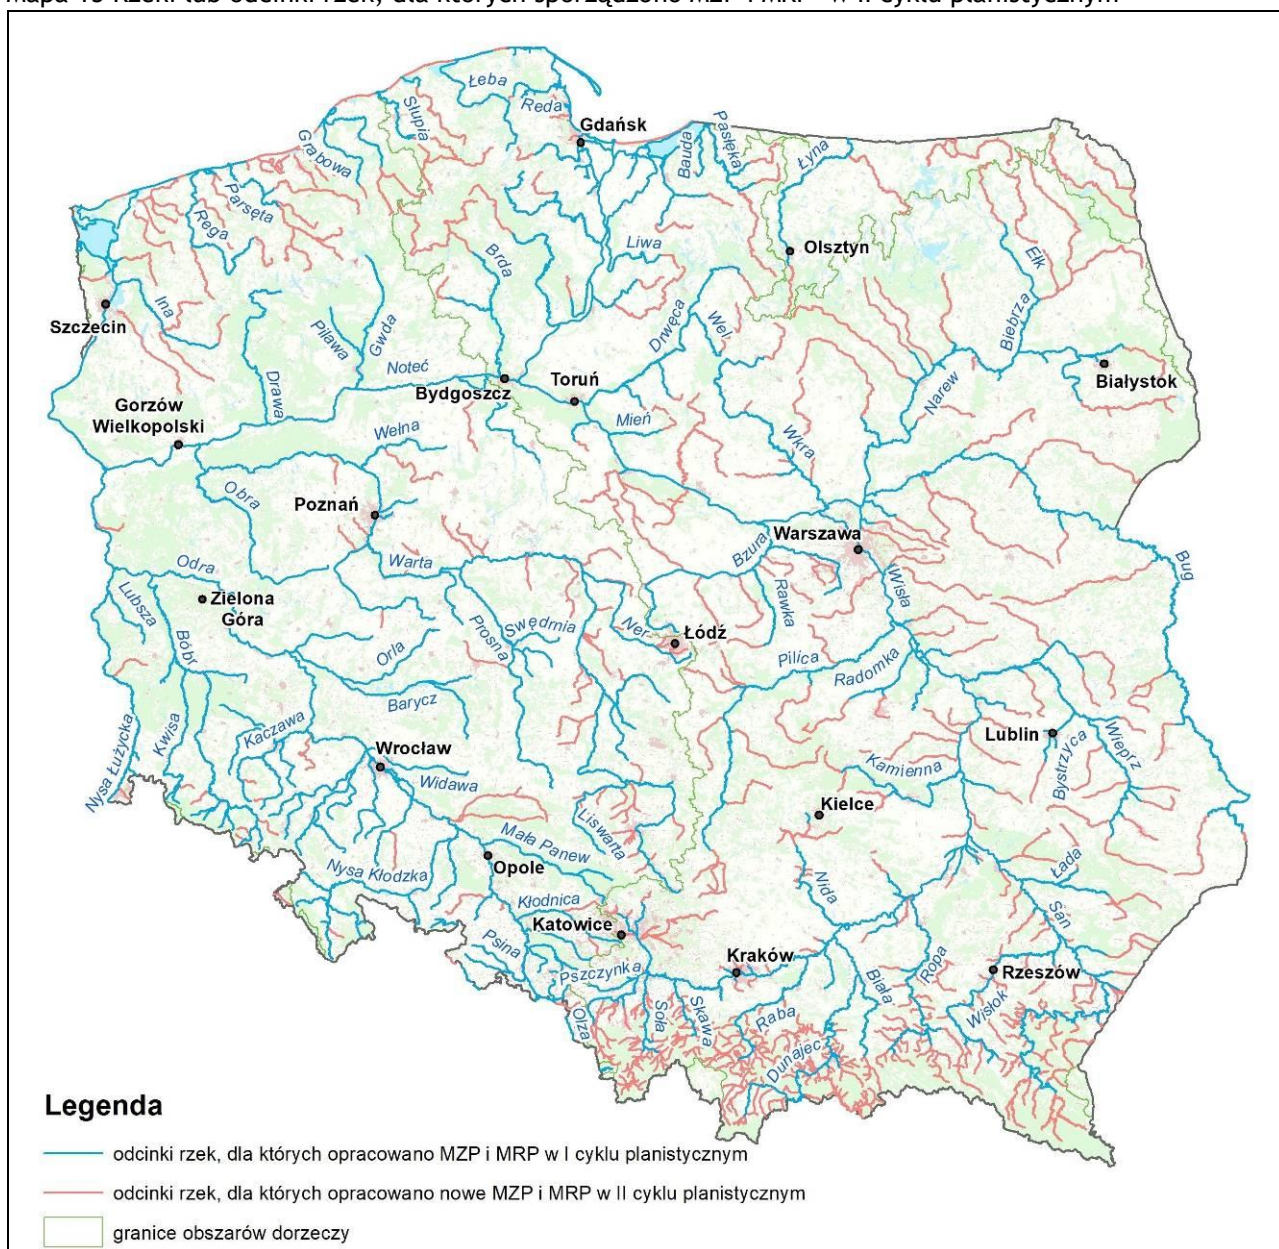 Mapa 15 Rzeki lub odcinki rzek, dla których sporządzono MZP i MRP w II cyklu planistycznym
Łeba
Reda
Słupia
Gdańsk
Grabowa
Bauda
Pasłęka
Łyna
Parsęta
Rega
Liwa
Olsztyn
Brda
Ełk
Ina
Szczecin
Drwęca
Wel
Biebrza
Piława
Gwda
Noteć
Toruń
Białystok
Drawa
Bydgoszcz
Narew
Gorzów
Wielkopolski
Mień
Wełna
Wkra
Obra
Poznań
Warszawa
Bzura
Odra
Warta
Bug
Wisła
Lubsza
Zielona
Góra
Rawka
Prosna
Swędrnia
Ner
Łódź
Bóbr
Orla
Pilica
Radomka
Barycz
Kaczawa
Kwisa
Nysa Łużycka
Wrocław
Lublin
Bystrzyca
Wieprz
Widawa
Kamienna
Kielce
Liswarta
Mała Panew
Opole
Nysa Kłodzka
Łada
Nida
Kłodnica
San
Katowice
Psina
Kraków
Ropa
Pszczynka
Biała
Rzeszów
Wisłok
Olza
Soła
Skawa
Raba
Dunajec
Legenda
odcinki rzek, dla których opracowano MZP i MRP w I cyklu planistycznym
odcinki rzek, dla których opracowano nowe MZP i MRP w II cyklu planistycznym
granice obszarów dorzeczy